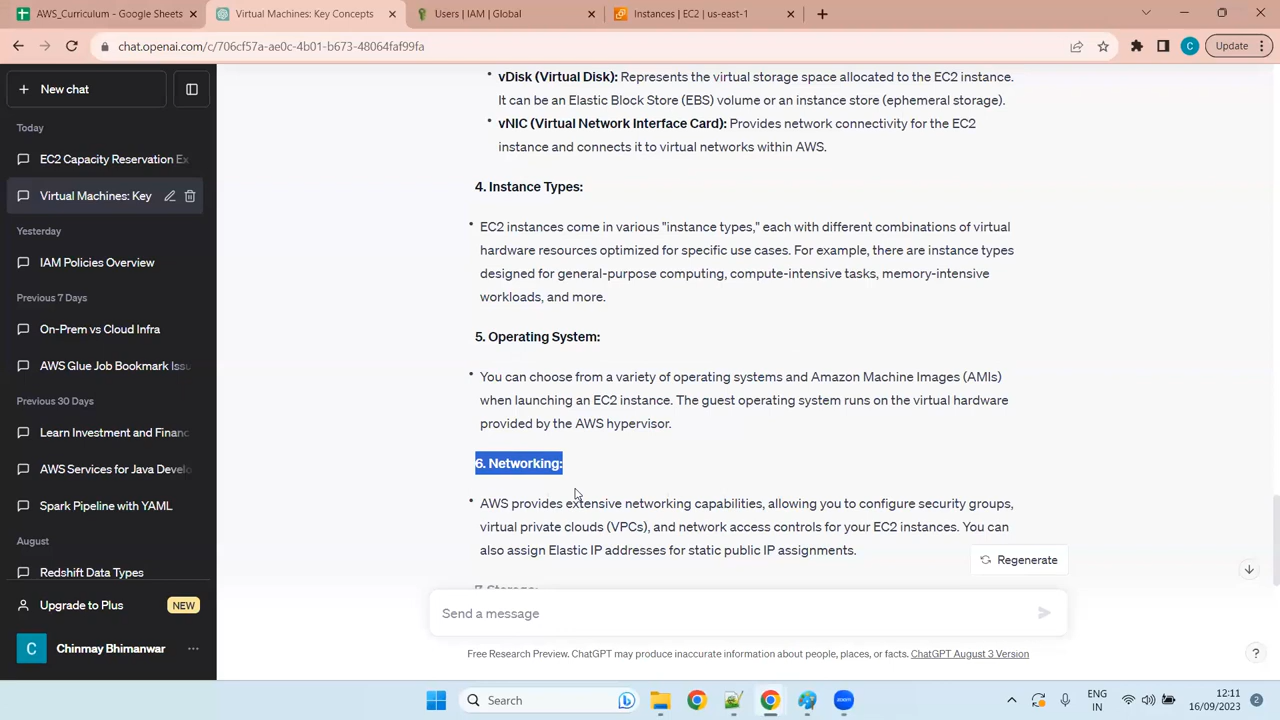 AWS_Curriculum - Google Sheets
Virtual Machines: Key Concepts
Users | IAM | Global
Instances | EC2 | us-east-1
chat.openai.com/c/706cf57a-ae0c-4b01-b673-48064faf99fa
C
Update
New chat
Today
EC2 Capacity Reservation Ex
Virtual Machines: Key
Yesterday
IAM Policies Overview
Previous 7 Days
On-Prem vs Cloud Infra
AWS Glue Job Bookmark Issu
Previous 30 Days
Learn Investment and Financ
AWS Services for Java Develo
Spark Pipeline with YAML
August
Redshift Data Types
Upgrade to Plus
NEW
C
Chinmay Bhimanwar
vDisk (Virtual Disk): Represents the virtual storage space allocated to the EC2 instance.
It can be an Elastic Block Store (EBS) volume or an instance store (ephemeral storage).
vNIC (Virtual Network Interface Card): Provides network connectivity for the EC2
instance and connects it to virtual networks within AWS.
4. Instance Types:
EC2 instances come in various "instance types," each with different combinations of virtual
hardware resources optimized for specific use cases. For example, there are instance types
designed for general-purpose computing, compute-intensive tasks, memory-intensive
workloads, and more.
5. Operating System:
You can choose from a variety of operating systems and Amazon Machine Images (AMIs)
when launching an EC2 instance. The guest operating system runs on the virtual hardware
provided by the AWS hypervisor.
6. Networking:
AWS provides extensive networking capabilities, allowing you to configure security groups,
virtual private clouds (VPCs), and network access controls for your EC2 instances. You can
also assign Elastic IP addresses for static public IP assignments.
7. Storage:
Regenerate
Send a message
Free Research Preview. ChatGPT may produce inaccurate information about people, places, or facts. ChatGPT August 3 Version
?
Search
zoom
ENG
IN
12:11
16/09/2023
2